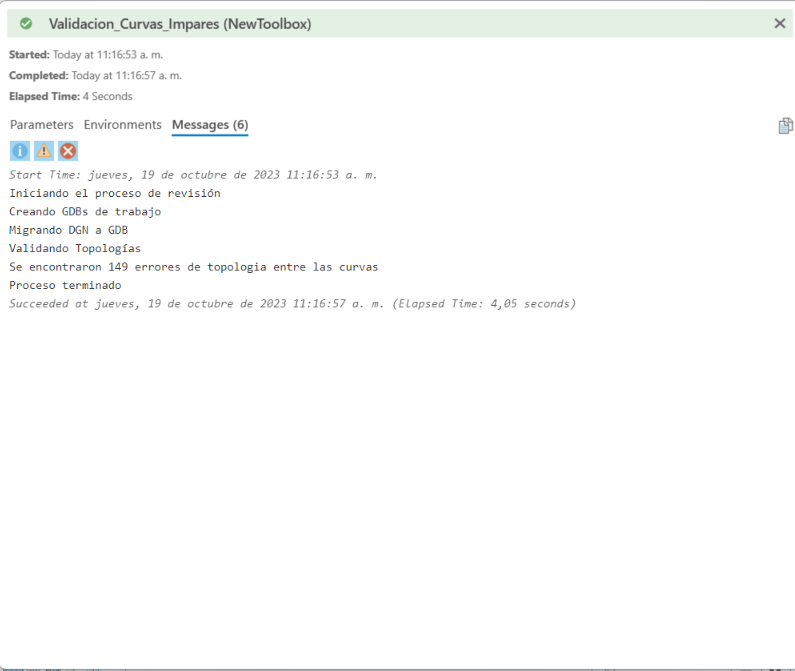 Validacion_Curvas_Impares (NewToolbox)
Started: Today at 11:16:53 a. m.
Completed: Today at 11:16:57 a. m.
Elapsed Time: 4 Seconds
Parameters Environments Messages (6)
Start Time: jueves, 19 de octubre de 2023 11:16:53 a. m.
Iniciando el proceso de revisión
Creando GDBs de trabajo
Migrando DGN a GDB
Validando Topologías
Se encontraron 149 errores de topologia entre las curvas
Proceso terminado
Succeeded at jueves, 19 de octubre de 2023 11:16:57 a. m. (Elapsed Time: 4,05 seconds)